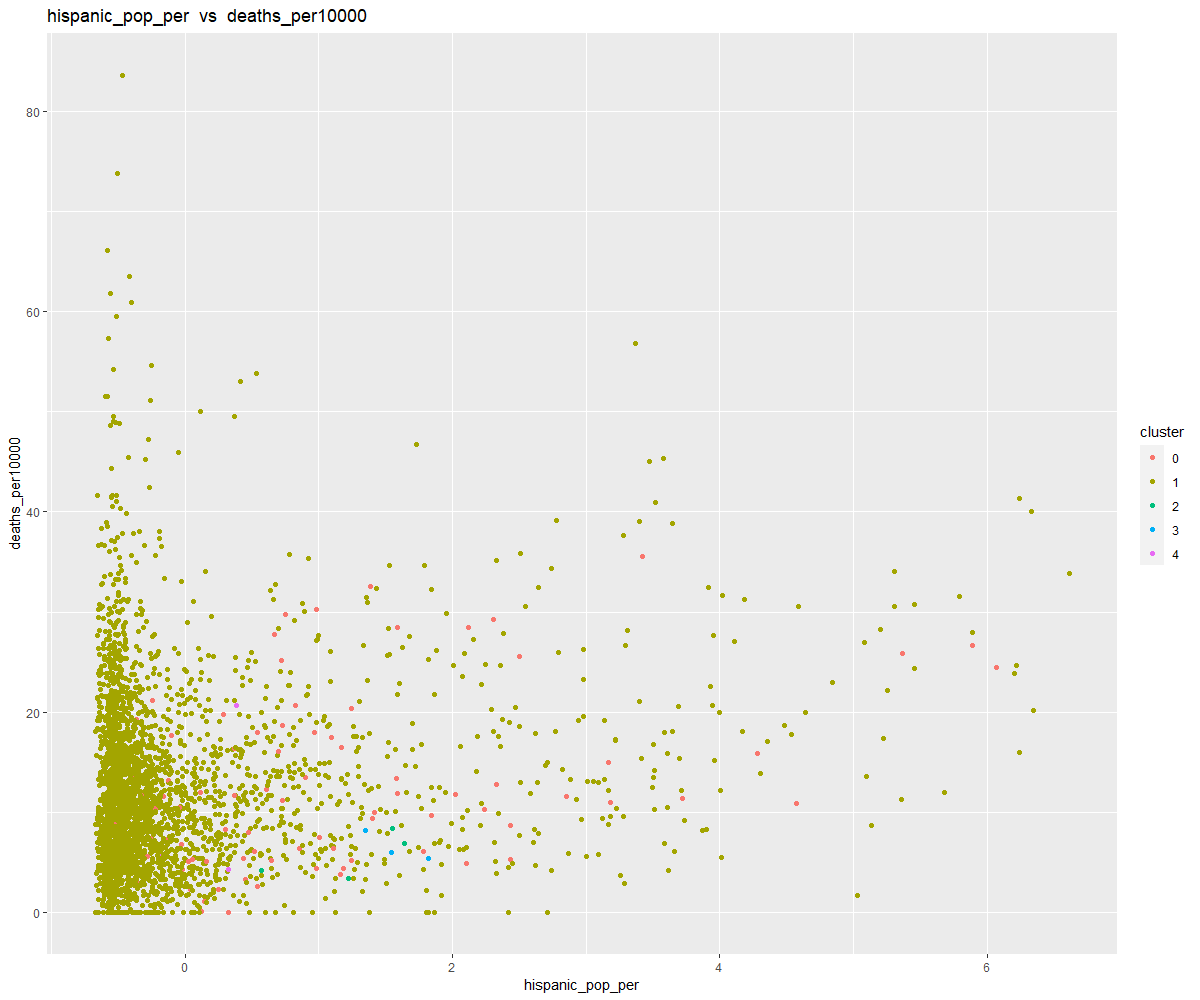 hispanic_pop_per vs deaths_per10000
80
60
40
20
0
deaths_per10000
0 2 4 6
hispanic_pop_per
cluster
0
1
2
3
4